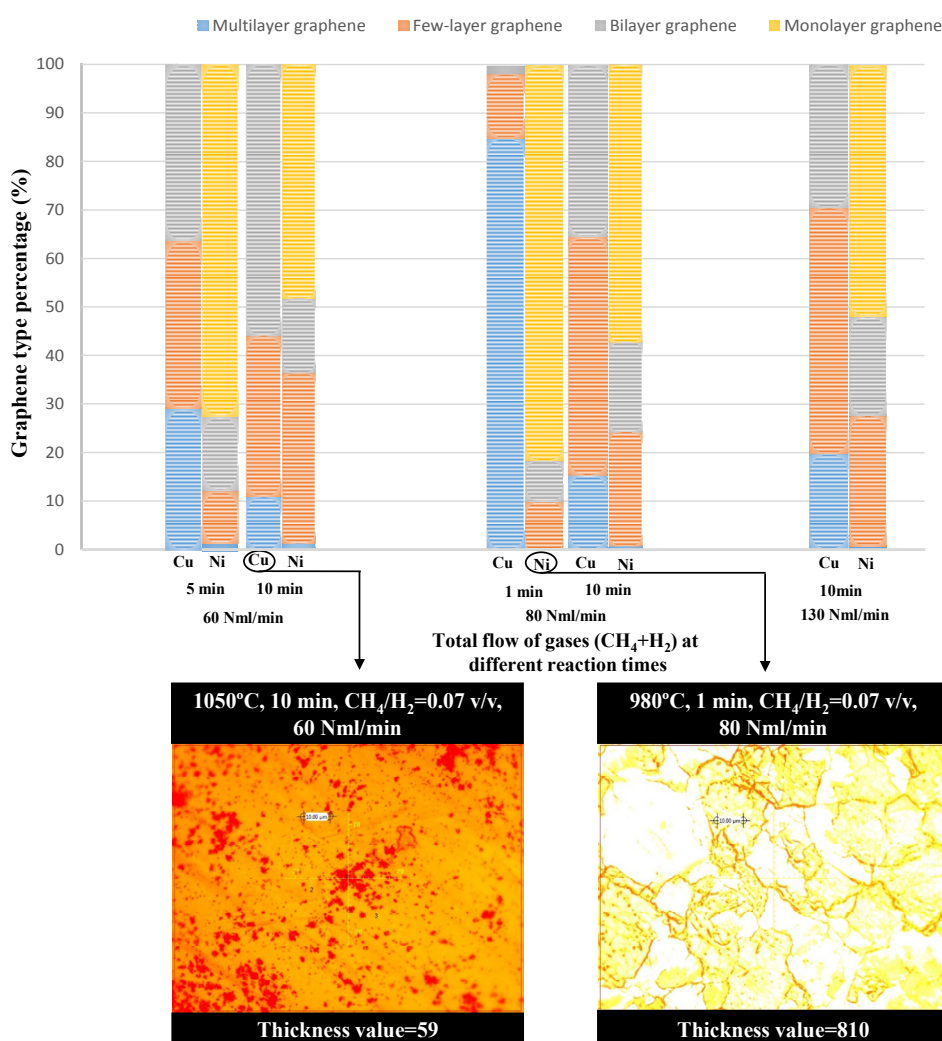 Multilayer graphene Few-layer graphene Bilayer graphene Monolayer graphene
Graphene type percentage (%)
100
90
80
70
60
50
40
30
20
10
0
Cu Ni Cu Ni Cu Ni Cu Ni Cu Ni
5 min 10 min 1 min 10 min 10min
60 Nml/min 80 Nml/min 130 Nml/min
Total flow of gases (CH₄+H₂) at
different reaction times
1050ºC, 10 min, CH₄/H₂=0.07 v/v,
60 Nml/min
10.00 µm
Thickness value=59
980ºC, 1 min, CH₄/H₂=0.07 v/v,
80 Nml/min
10.00 µm
Thickness value=810